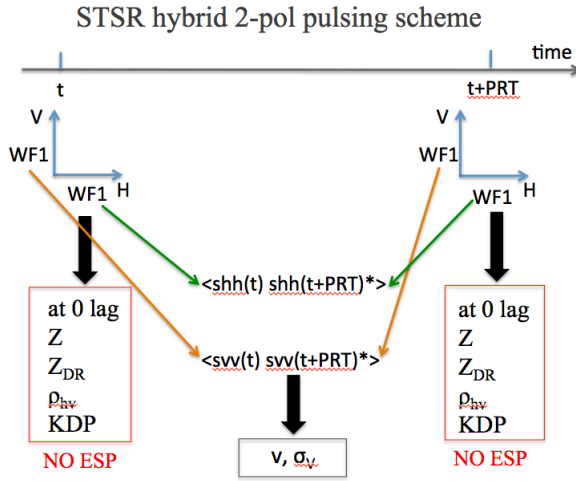 STSR hybrid 2-pol pulsing scheme
time
t
t+PRT
V
V
WF1
WF1
H
H
WF1
WF1
<shh(t) shh(t+PRT)*>
at 0 lag
Z
ZDR
ρhv
KDP
at 0 lag
Z
ZDR
ρhv
KDP
<svv(t) svv(t+PRT)*>
NO ESP
v, σv
NO ESP